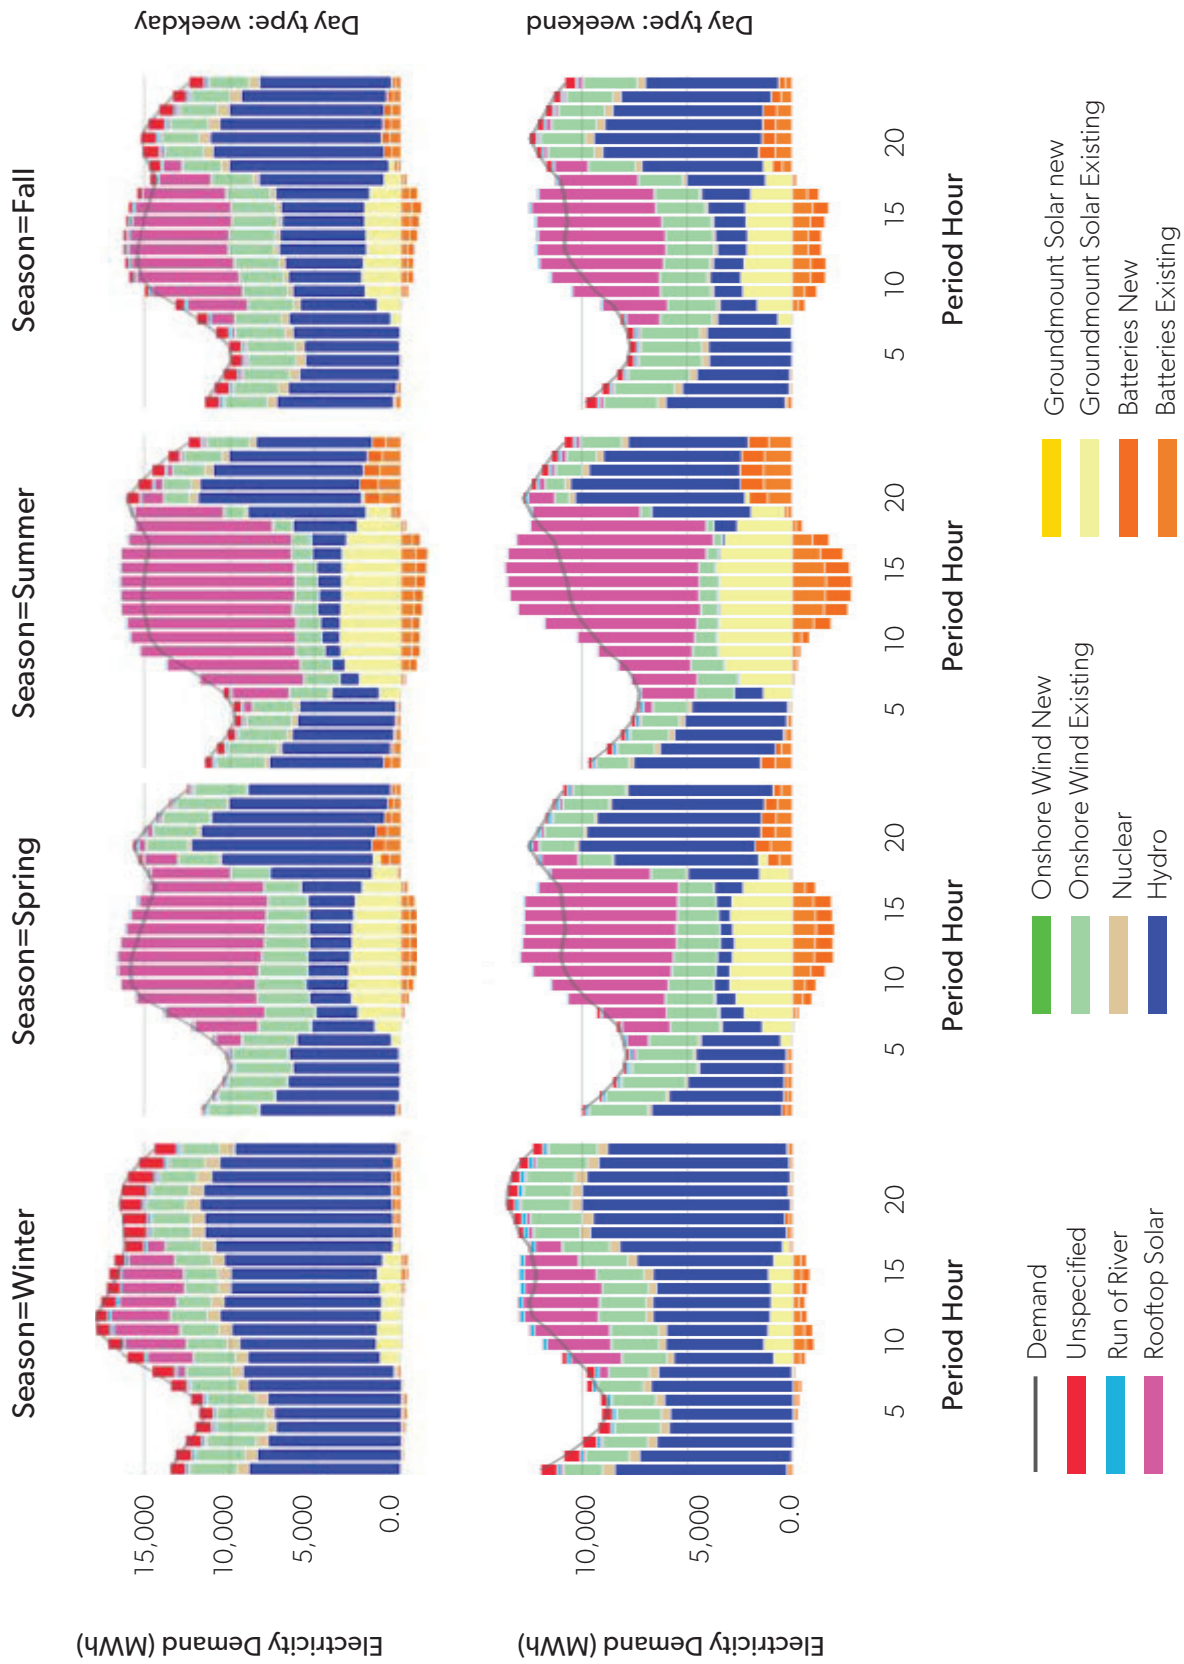 Season=Winter
Season=Spring
Season=Summer
Season=Fall
Electricity Demand (MWh)
15,000
10,000
5,000
0.0
Day type: weekday
Electricity Demand (MWh)
10,000
5,000
0.0
Day type: weekend
5 10 15 20
5 10 15 20
5 10 15 20
5 10 15 20
Period Hour
Period Hour
Period Hour
Period Hour
Demand
Unspecified
Run of River
Rooftop Solar
Onshore Wind New
Onshore Wind Existing
Nuclear
Hydro
Groundmount Solar new
Groundmount Solar Existing
Batteries New
Batteries Existing